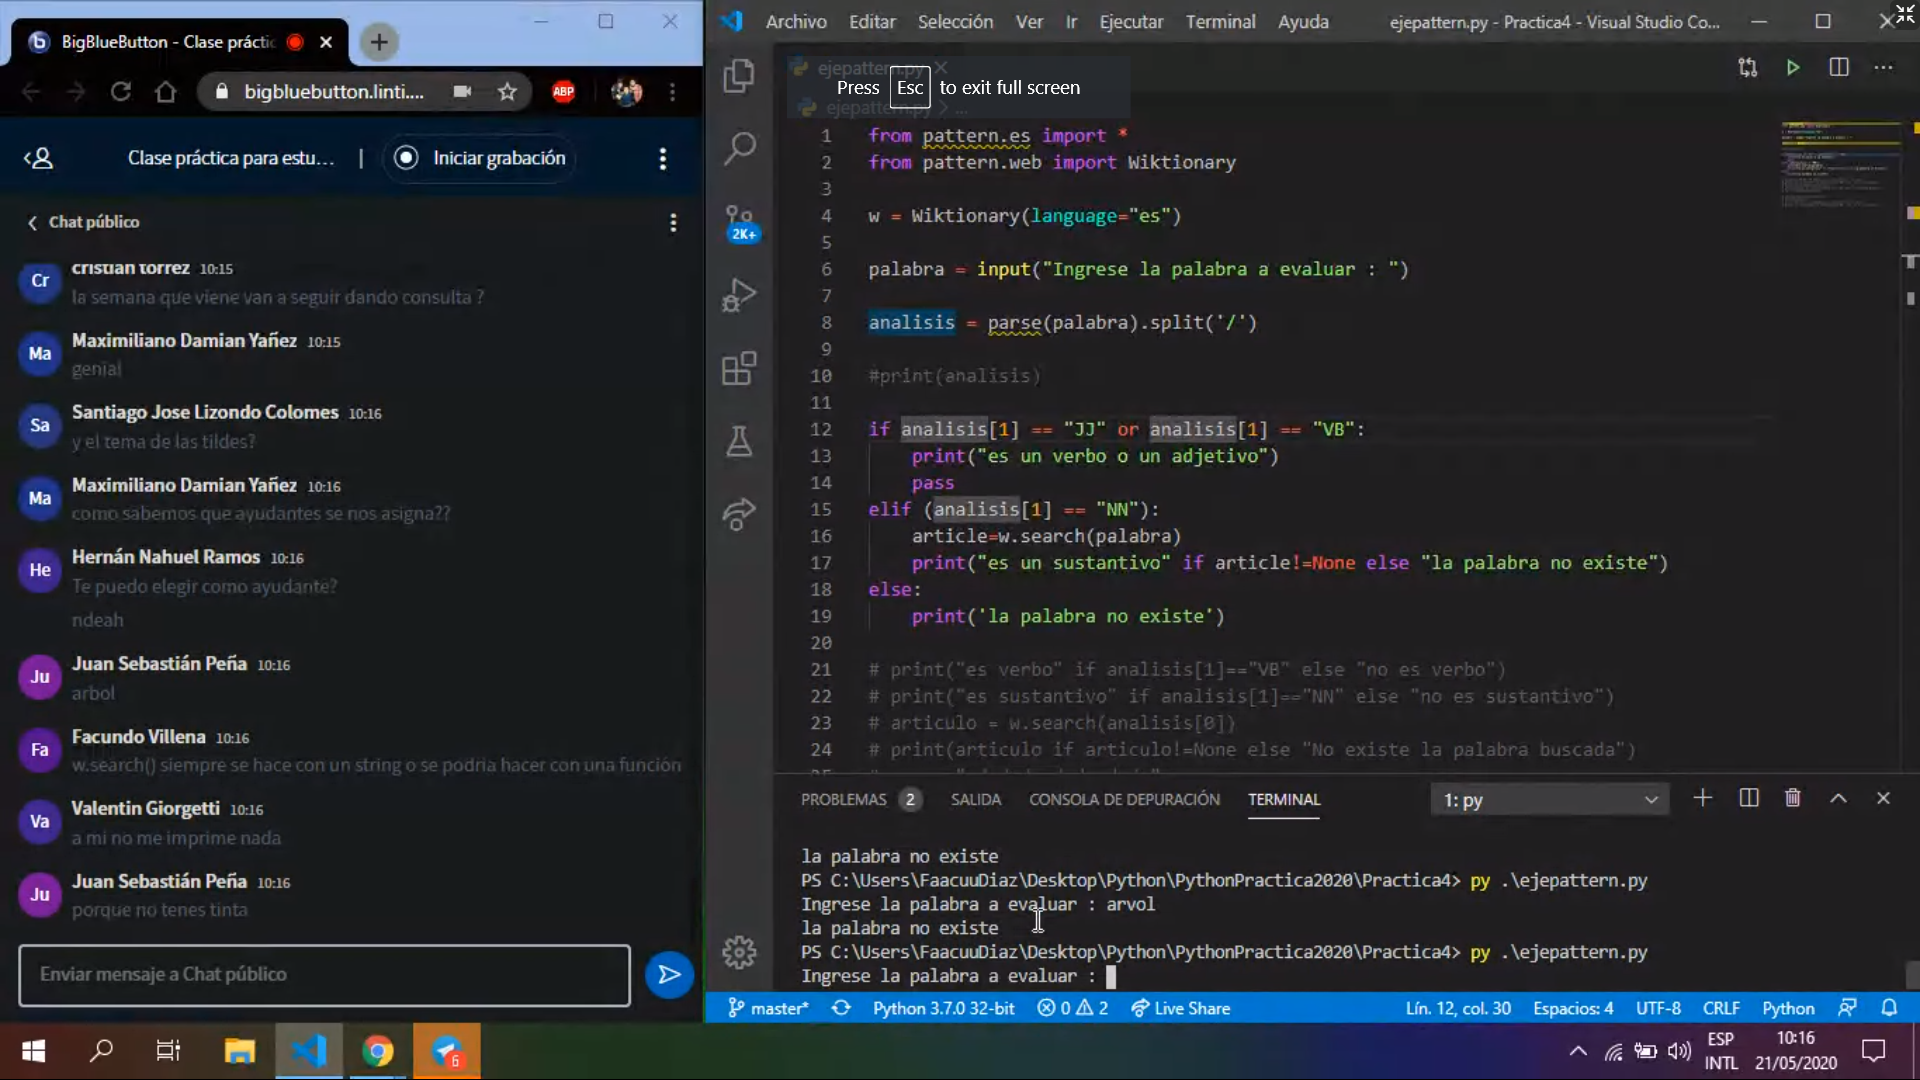 BigBlueButton - Clase práctic
bigbluebutton.linti....
ABP
Clase práctica para estu... | Iniciar grabación
Chat público
Cr
cristian torrez 10:15
la semana que viene van a seguir dando consulta ?
Ma
Maximiliano Damian Yañez 10:15
genial
Sa
Santiago Jose Lizondo Colomes 10:16
y el tema de las tildes?
Ma
Maximiliano Damian Yañez 10:16
como sabemos que ayudantes se nos asigna??
He
Hernán Nahuel Ramos 10:16
Te puedo elegir como ayudante?
ndeah
Ju
Juan Sebastián Peña 10:16
arbol
Fa
Facundo Villena 10:16
w.search() siempre se hace con un string o se podria hacer con una función
Va
Valentin Giorgetti 10:16
a mi no me imprime nada
Ju
Juan Sebastián Peña 10:16
porque no tenes tinta
Enviar mensaje a Chat público
Archivo Editar Selección Ver Ir Ejecutar Terminal Ayuda ejepattern.py - Practica4 - Visual Studio Co...
ejepattern.py
Press Esc to exit full screen
ejepattern.py > ...
2K+
1 from pattern.es import *
2 from pattern.web import Wiktionary
3
4 w = Wiktionary(language="es")
5
6 palabra = input("Ingrese la palabra a evaluar : ")
7
8 analisis = parse(palabra).split('/')
9
10 #print(analisis)
11
12 if analisis[1] == "JJ" or analisis[1] == "VB":
13 print("es un verbo o un adjetivo")
14 pass
15 elif (analisis[1] == "NN"):
16 article=w.search(palabra)
17 print("es un sustantivo" if article!=None else "la palabra no existe")
18 else:
19 print('la palabra no existe')
20
21 # print("es verbo" if analisis[1]=="VB" else "no es verbo")
22 # print("es sustantivo" if analisis[1]=="NN" else "no es sustantivo")
23 # articulo = w.search(analisis[0])
24 # print(articulo if articulo!=None else "No existe la palabra buscada")
PROBLEMAS 2 SALIDA CONSOLA DE DEPURACIÓN TERMINAL 1: py
la palabra no existe
PS C:\Users\FaacuuDiaz\Desktop\Python\PythonPractica2020\Practica4> py .\ejepattern.py
Ingrese la palabra a evaluar : arvol
la palabra no existe
PS C:\Users\FaacuuDiaz\Desktop\Python\PythonPractica2020\Practica4> py .\ejepattern.py
Ingrese la palabra a evaluar :
master* Python 3.7.0 32-bit 0 2 Live Share Lín. 12, col. 30 Espacios: 4 UTF-8 CRLF Python
6
ESP
INTL
10:16
21/05/2020